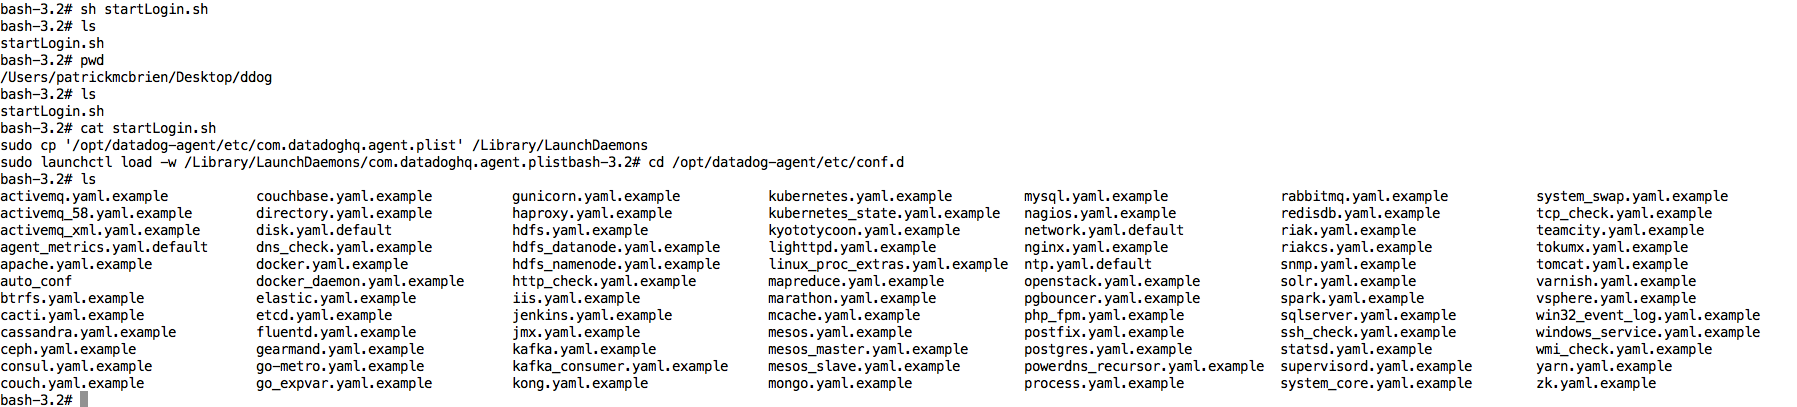 bash-3.2# sh startLogin.sh
bash-3.2# ls
startLogin.sh
bash-3.2# pwd
/Users/patrickmcbrien/Desktop/ddog
bash-3.2# ls
startLogin.sh
bash-3.2# cat startLogin.sh
sudo cp '/opt/datadog-agent/etc/com.datadoghq.agent.plist' /Library/LaunchDaemons
sudo launchctl load -w /Library/LaunchDaemons/com.datadoghq.agent.plistbash-3.2# cd /opt/datadog-agent/etc/conf.d
bash-3.2# ls
activemq.yaml.example couchbase.yaml.example gunicorn.yaml.example kubernetes.yaml.example mysql.yaml.example rabbitmq.yaml.example system_swap.yaml.example
activemq_58.yaml.example directory.yaml.example haproxy.yaml.example kubernetes_state.yaml.example nagios.yaml.example redisdb.yaml.example tcp_check.yaml.example
activemq_xml.yaml.example disk.yaml.default hdfs.yaml.example kyototycoon.yaml.example network.yaml.default riak.yaml.example teamcity.yaml.example
agent_metrics.yaml.default dns_check.yaml.example hdfs_datanode.yaml.example lighttpd.yaml.example nginx.yaml.example riakcs.yaml.example tokumx.yaml.example
apache.yaml.example docker.yaml.example hdfs_namenode.yaml.example linux_proc_extras.yaml.example ntp.yaml.default snmp.yaml.example tomcat.yaml.example
auto_conf docker_daemon.yaml.example http_check.yaml.example mapreduce.yaml.example openstack.yaml.example solr.yaml.example varnish.yaml.example
btrfs.yaml.example elastic.yaml.example iis.yaml.example marathon.yaml.example pgbouncer.yaml.example spark.yaml.example vsphere.yaml.example
cacti.yaml.example etcd.yaml.example jenkins.yaml.example mcache.yaml.example php_fpm.yaml.example sqlserver.yaml.example win32_event_log.yaml.example
cassandra.yaml.example fluentd.yaml.example jmx.yaml.example mesos.yaml.example postfix.yaml.example ssh_check.yaml.example windows_service.yaml.example
ceph.yaml.example gearmand.yaml.example kafka.yaml.example mesos_master.yaml.example postgres.yaml.example statsd.yaml.example wmi_check.yaml.example
consul.yaml.example go-metro.yaml.example kafka_consumer.yaml.example mesos_slave.yaml.example powerdns_recursor.yaml.example supervisord.yaml.example yarn.yaml.example
couch.yaml.example go_expvar.yaml.example kong.yaml.example mongo.yaml.example process.yaml.example system_core.yaml.example zk.yaml.example
bash-3.2#